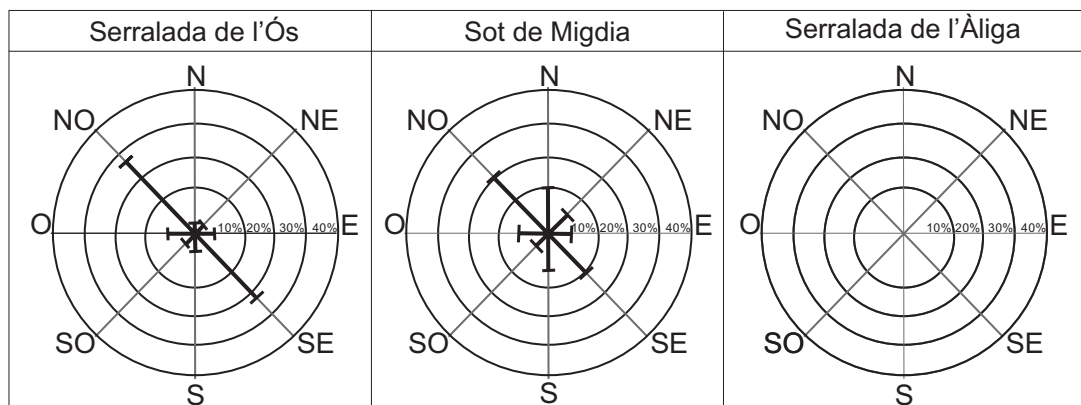 Serralada de l'Ós
Sot de Migdia
Serralada de l'Àliga
N
NO
NE
O
10% 20% 30% 40%
E
SO
SE
S
N
NO
NE
O
10% 20% 30% 40%
E
SO
SE
S
N
NO
NE
O
10% 20% 30% 40%
E
SO
SE
S